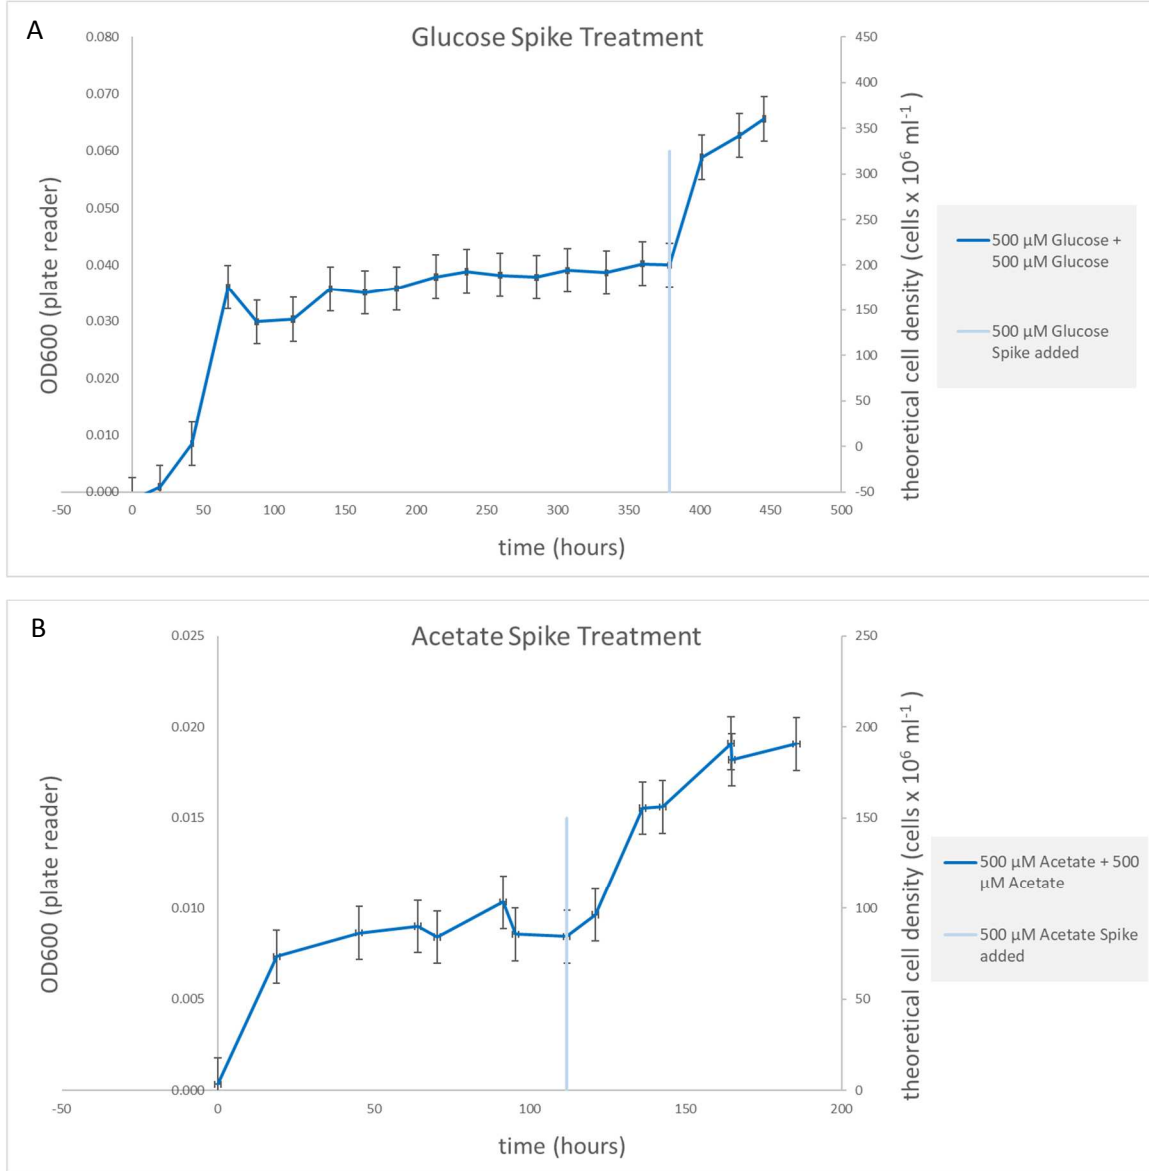 A
Glucose Spike Treatment
0.080
0.070
0.060
0.050
0.040
0.030
0.020
0.010
0.000
OD600 (plate reader)
450
400
350
300
250
200
150
100
50
0
-50
theoretical cell density (cells x 10⁶ ml⁻¹ )
-50 0 50 100 150 200 250 300 350 400 450 500
time (hours)
500 µM Glucose +
500 µM Glucose
500 µM Glucose
Spike added
B
Acetate Spike Treatment
0.025
0.020
0.015
0.010
0.005
0.000
OD600 (plate reader)
250
200
150
100
50
0
theoretical cell density (cells x 10⁶ ml⁻¹ )
-50 0 50 100 150 200
time (hours)
500 µM Acetate + 500
µM Acetate
500 µM Acetate Spike
added